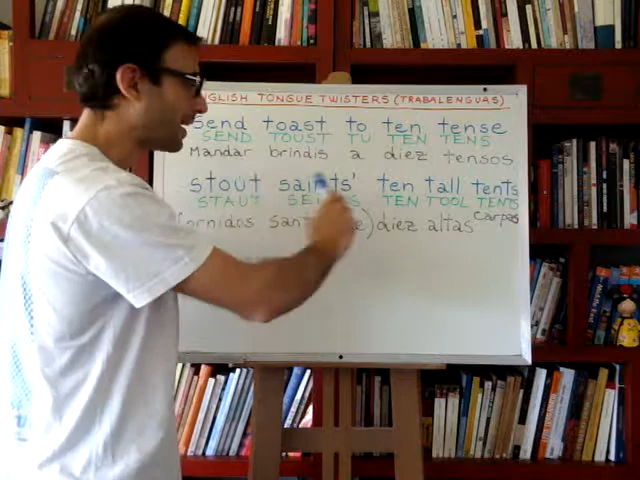 ENGLISH TONGUE TWISTERS (TRABALENGUAS)
send toast to ten tense
SEND TOUST TU TEN TENS
Mandar brindis a diez tensos
stout saints' ten tall tents
STAUT TEN TOOL TENTS
diez altas carpas